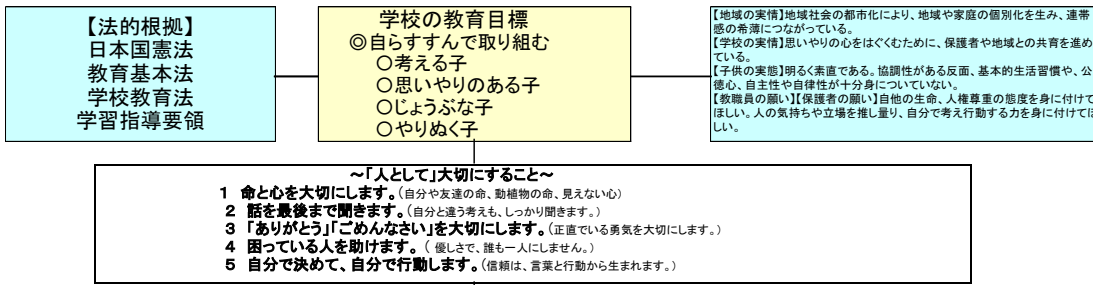 【法的根拠】
日本国憲法
教育基本法
学校教育法
学習指導要領
学校の教育目標
◎自らすすんで取り組む
○考える子
○思いやりのある子
○じょうぶな子
○やりぬく子
【地域の実情】地域社会の都市化により、地域や家庭の個別化を生み、連帯
感の希薄につながっている。
【学校の実情】思いやりの心をはぐくむために、保護者や地域との共育を進め
ている。
【子供の実態】明るく素直である。協調性がある反面、基本的生活習慣や、公
徳心、自主性や自律性が十分身についていない。
【教職員の願い】【保護者の願い】自他の生命、人権尊重の態度を身に付けて
ほしい。人の気持ちや立場を推し量り、自分で考え行動する力を身に付けてほ
しい。
～「人として」大切にすること～
1 命と心を大切にします。(自分や友達の命、動植物の命、見えない心)
2 話を最後まで聞きます。(自分と違う考えも、しっかり聞きます。)
3 「ありがとう」「ごめんなさい」を大切にします。(正直でいる勇気を大切にします。)
4 困っている人を助けます。( 優しさで、誰も一人にしません。)
5 自分で決めて、自分で行動します。(信頼は、言葉と行動から生まれます。)